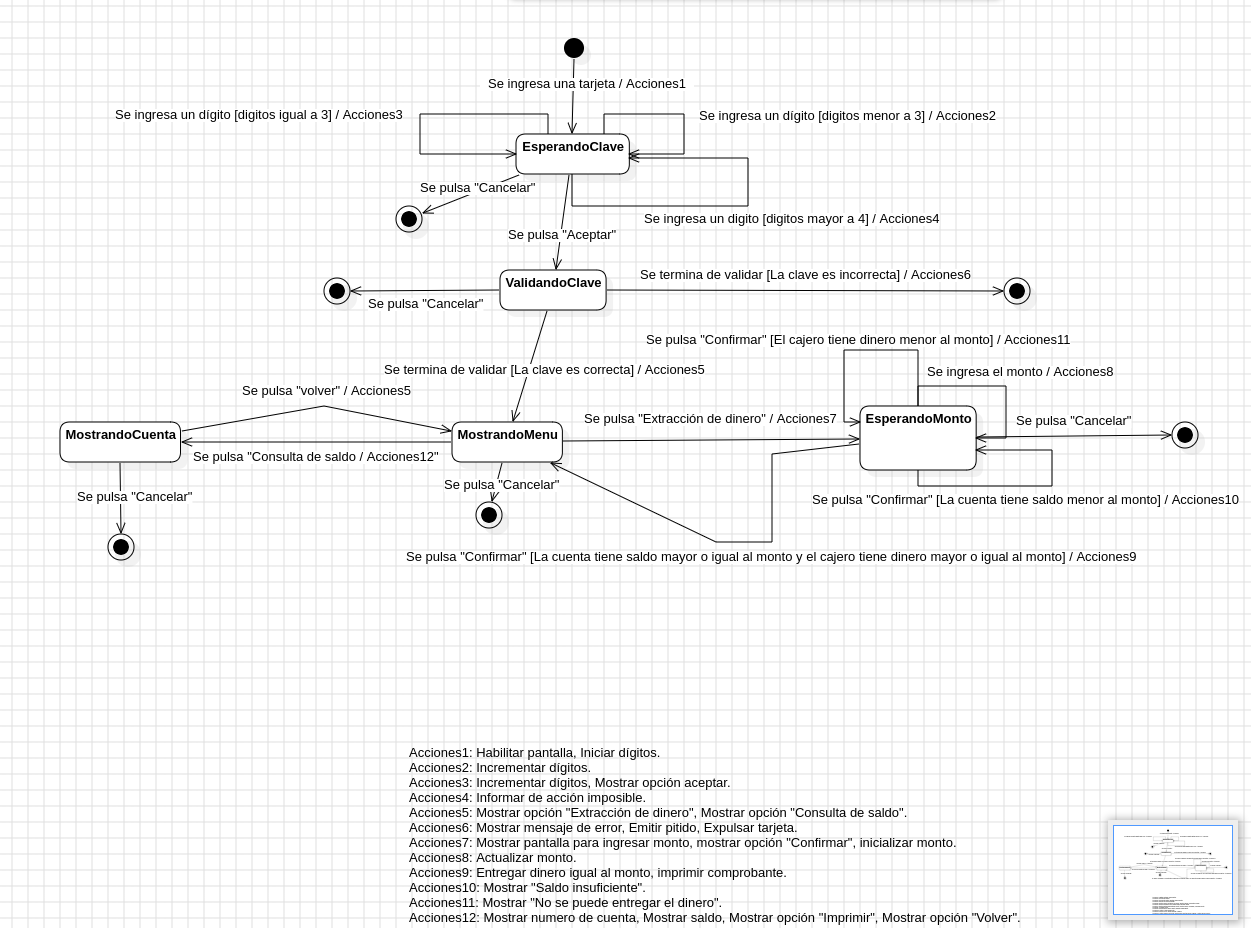 Se ingresa una tarjeta / Acciones1
Se ingresa un dígito [digitos igual a 3] / Acciones3
Se ingresa un dígito [digitos menor a 3] / Acciones2
EsperandoClave
Se pulsa "Cancelar"
Se ingresa un digito [digitos mayor a 4] / Acciones4
Se pulsa "Aceptar"
ValidandoClave
Se termina de validar [La clave es incorrecta] / Acciones6
Se pulsa "Cancelar"
Se pulsa "Confirmar" [El cajero tiene dinero menor al monto] / Acciones11
Se termina de validar [La clave es correcta] / Acciones5
Se ingresa el monto / Acciones8
Se pulsa "volver" / Acciones5
Se pulsa "Extracción de dinero" / Acciones7
EsperandoMonto
Se pulsa "Cancelar"
MostrandoCuenta
MostrandoMenu
Se pulsa "Consulta de saldo / Acciones12"
Se pulsa "Cancelar"
Se pulsa "Cancelar"
Se pulsa "Confirmar" [La cuenta tiene saldo menor al monto] / Acciones10
Se pulsa "Confirmar" [La cuenta tiene saldo mayor o igual al monto y el cajero tiene dinero mayor o igual al monto] / Acciones9
Acciones1: Habilitar pantalla, Iniciar dígitos.
Acciones2: Incrementar dígitos.
Acciones3: Incrementar dígitos, Mostrar opción aceptar.
Acciones4: Informar de acción imposible.
Acciones5: Mostrar opción "Extracción de dinero", Mostrar opción "Consulta de saldo".
Acciones6: Mostrar mensaje de error, Emitir pitido, Expulsar tarjeta.
Acciones7: Mostrar pantalla para ingresar monto, mostrar opción "Confirmar", inicializar monto.
Acciones8: Actualizar monto.
Acciones9: Entregar dinero igual al monto, imprimir comprobante.
Acciones10: Mostrar "Saldo insuficiente".
Acciones11: Mostrar "No se puede entregar el dinero".
Acciones12: Mostrar numero de cuenta, Mostrar saldo, Mostrar opción "Imprimir", Mostrar opción "Volver".